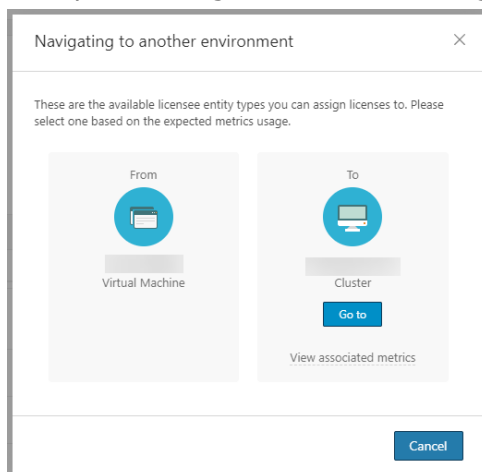 Navigating to another environment
These are the available licensee entity types you can assign licenses to. Please
select one based on the expected metrics usage.
From
Virtual Machine
To
Cluster
Go to
View associated metrics
Cancel